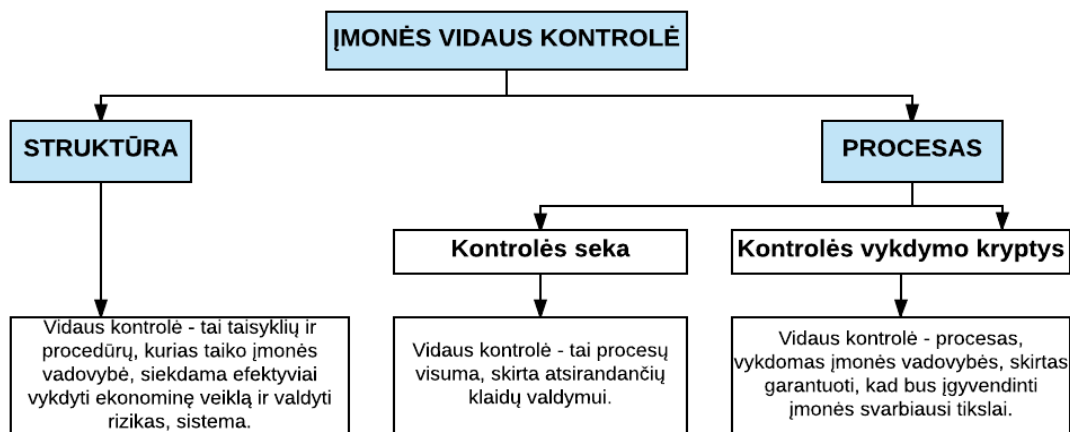 ĮMONĖS VIDAUS KONTROLĖ
STRUKTŪRA
PROCESAS
Kontrolės seka
Kontrolės vykdymo kryptys
Vidaus kontrolė - tai taisyklių ir
procedūrų, kurias taiko įmonės
vadovybė, siekdama efektyviai
vykdyti ekonominę veiklą ir valdyti
rizikas, sistema.
Vidaus kontrolė - tai procesų
visuma, skirta atsirandančių
klaidų valdymui.
Vidaus kontrolė - procesas,
vykdomas įmonės vadovybės, skirtas
garantuoti, kad bus įgyvendinti
įmonės svarbiausi tikslai.